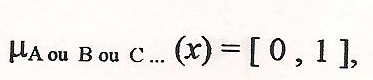 μA ou B ou C... (x) = [ 0 , 1 ],